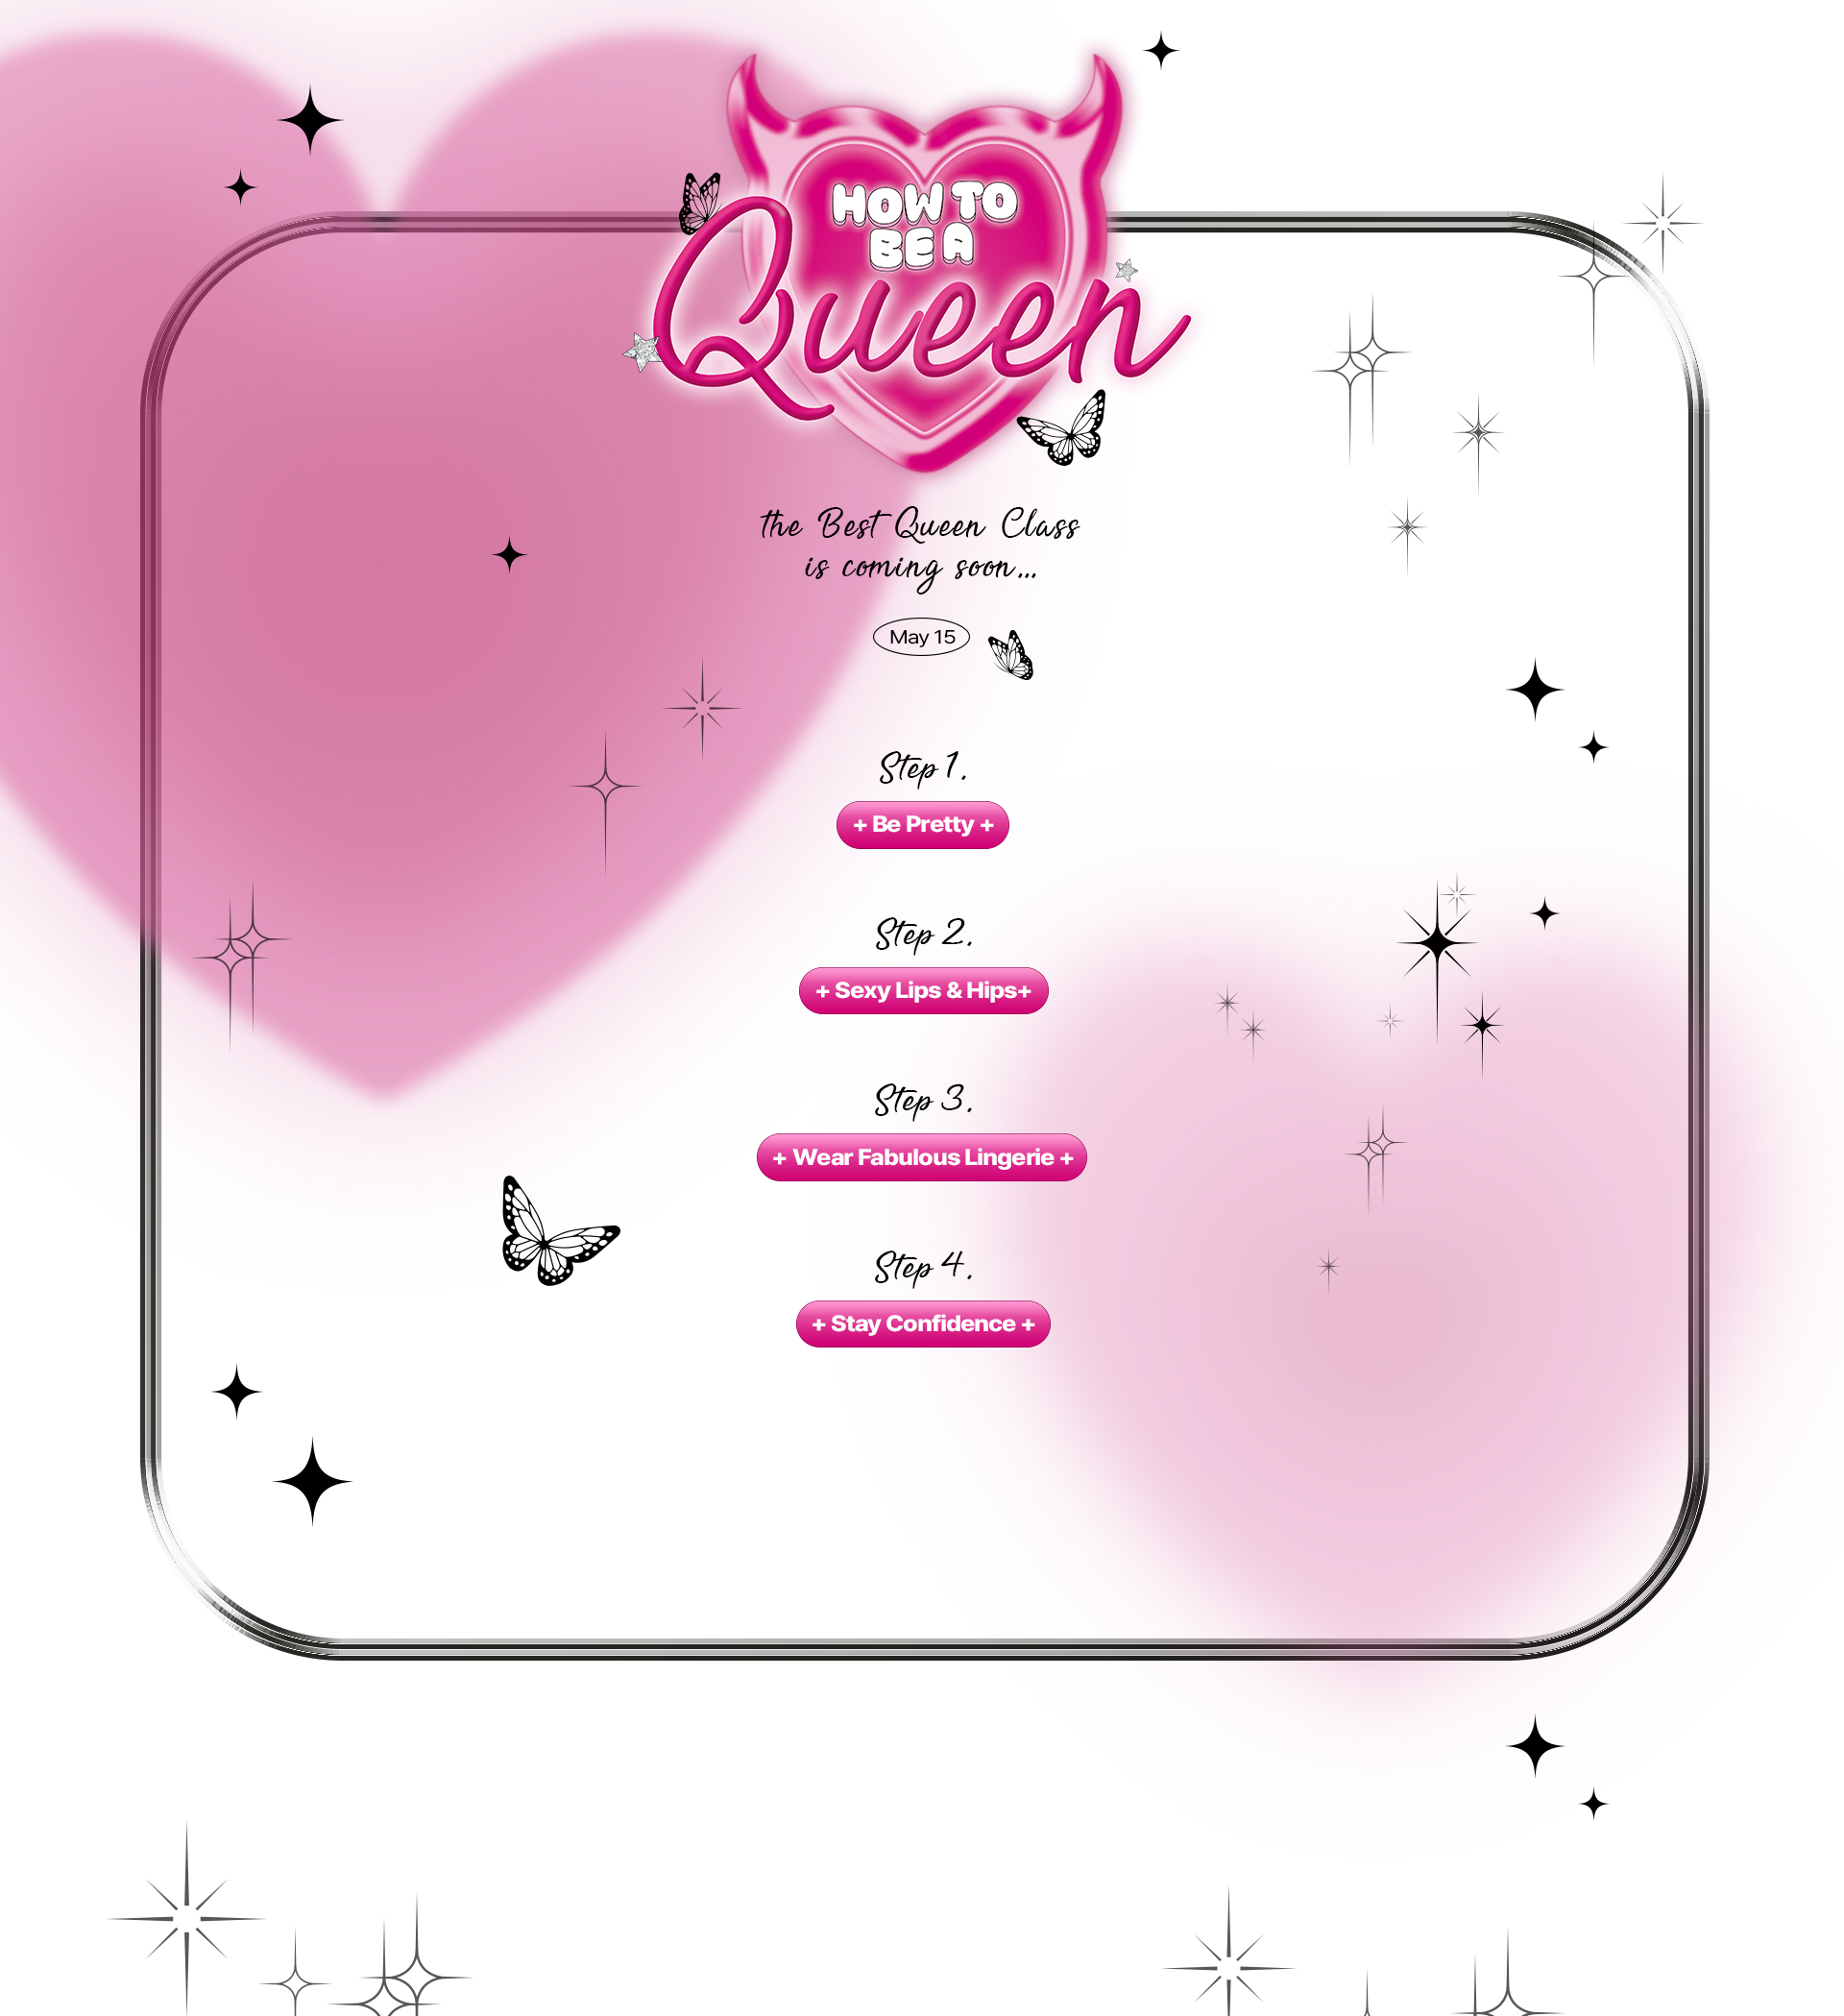 HOW TO
BE A
Queen
the Best Queen Class
is coming soon...
May 15
Step 1.
+ Be Pretty +
Step 2.
+ Sexy Lips & Hips+
Step 3.
+ Wear Fabulous Lingerie +
Step 4.
+ Stay Confidence +